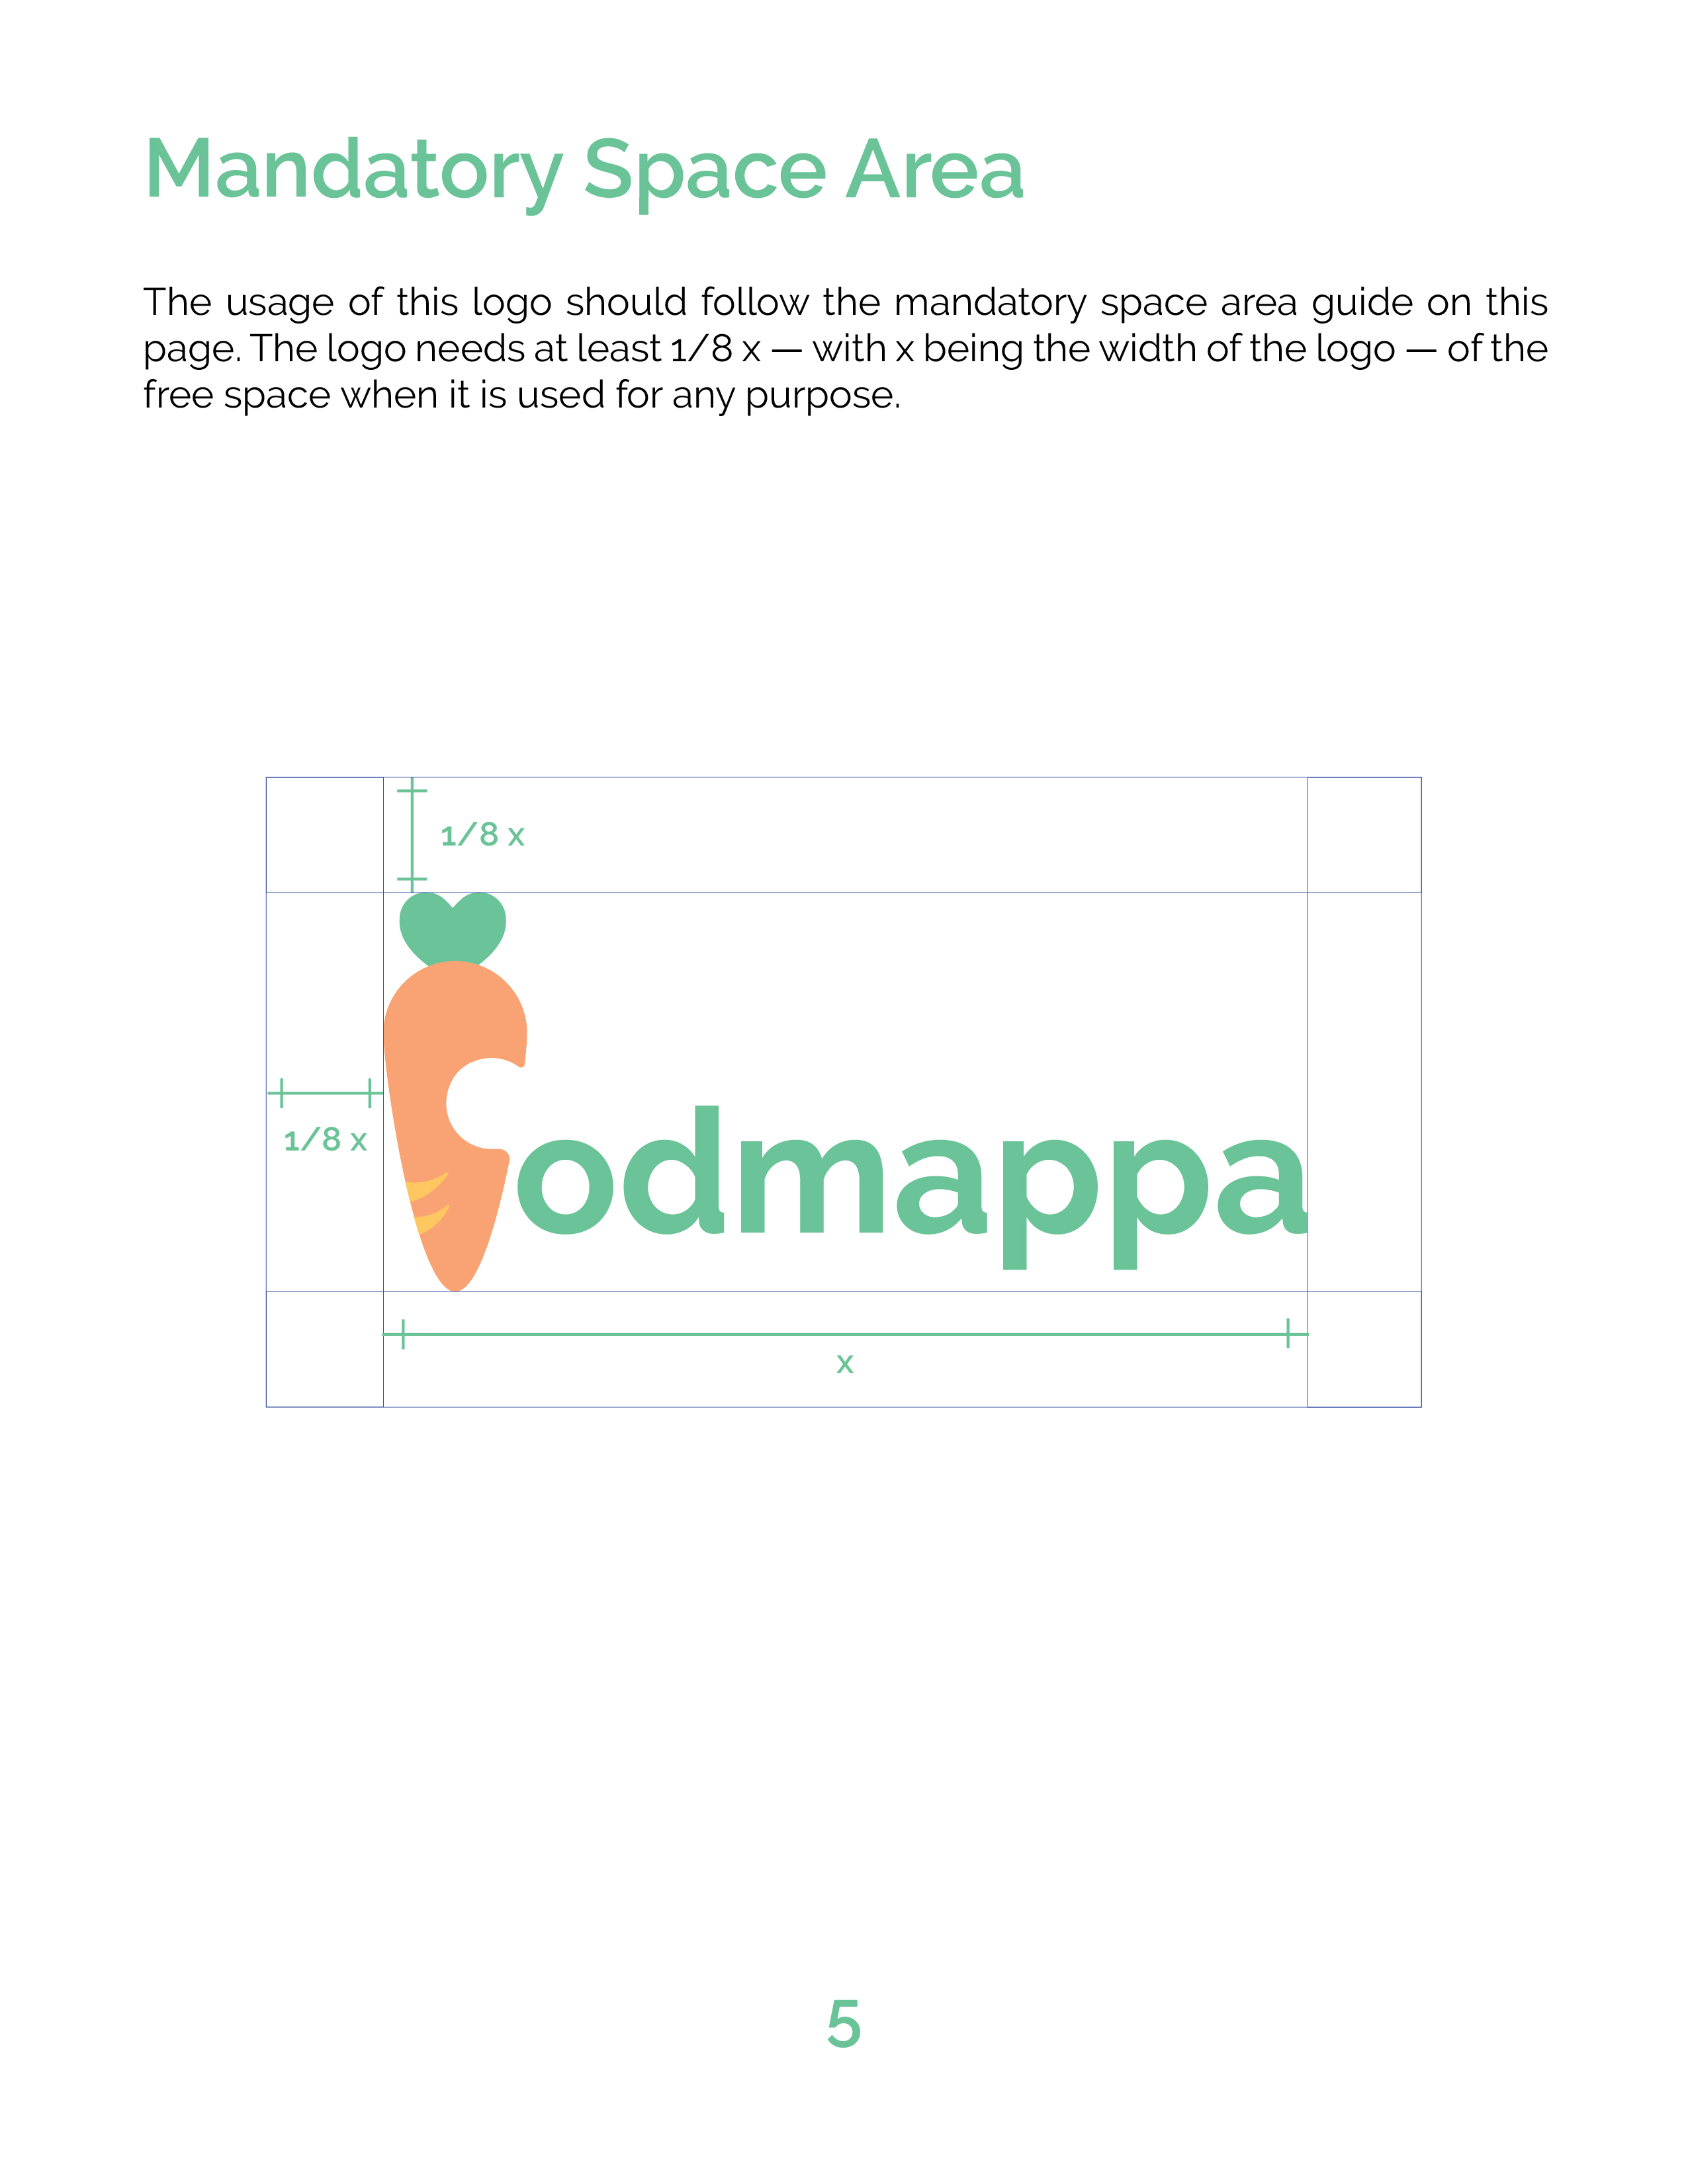 Mandatory Space Area
The usage of this logo should follow the mandatory space area guide on this
page. The logo needs at least 1/8 x — with x being the width of the logo — of the
free space when it is used for any purpose.
1/8 x
1/8 x
odmappa
x
5